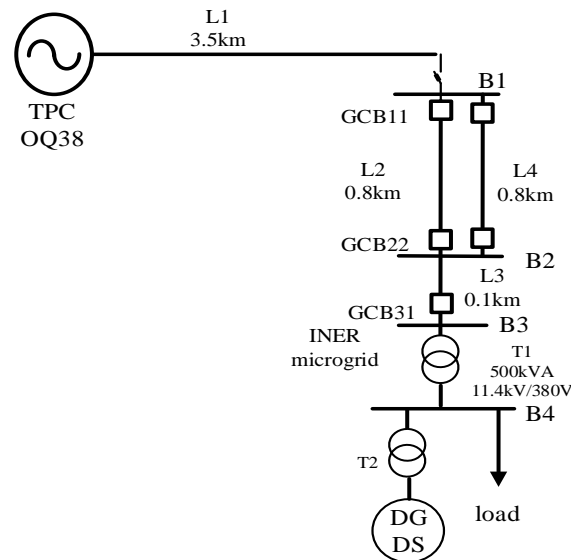 L1
3.5km
TPC
OQ38
B1
GCB11
L2
0.8km
L4
0.8km
GCB22
B2
L3
0.1km
GCB31
B3
INER
microgrid
T1
500kVA
11.4kV/380V
B4
T2
DG
DS
load